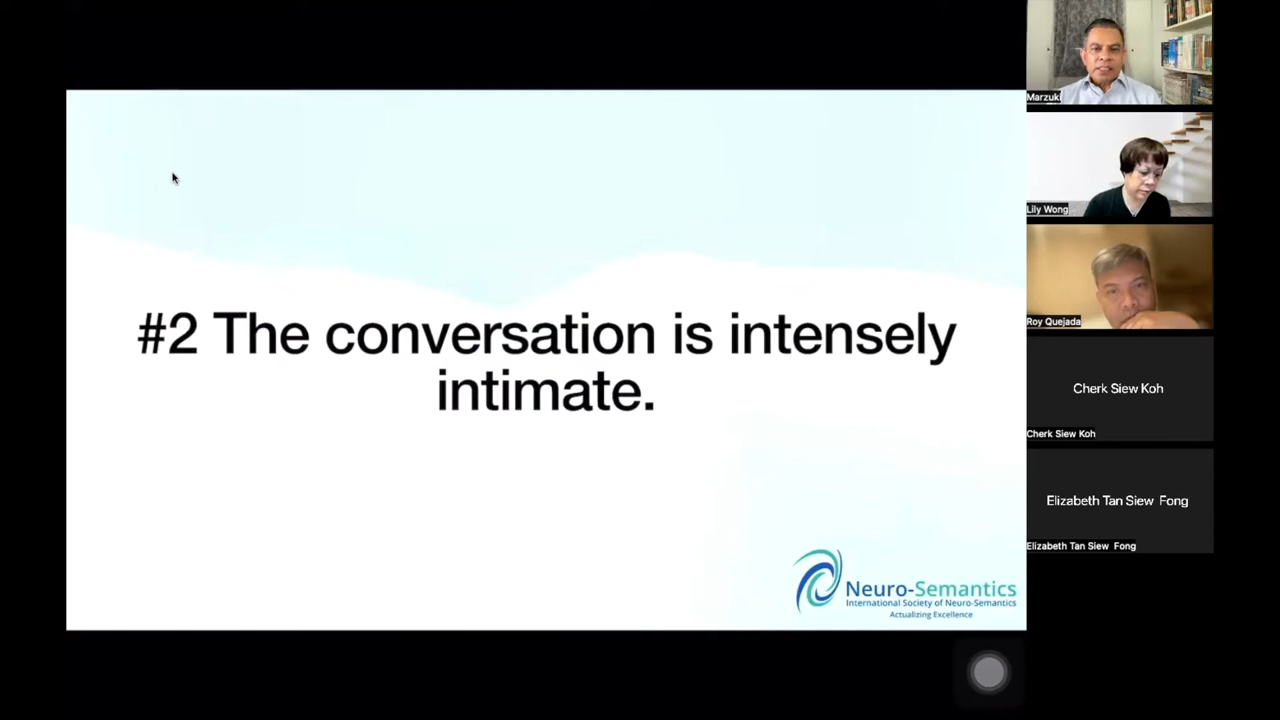 #2 The conversation is intensely
intimate.
Neuro-Semantics
International Society of Neuro-Semantics
Actualizing Excellence
Marzuki
Lily Wong
Roy Quejada
Cherk Siew Koh
Cherk Siew Koh
Elizabeth Tan Siew Fong
Elizabeth Tan Siew Fong